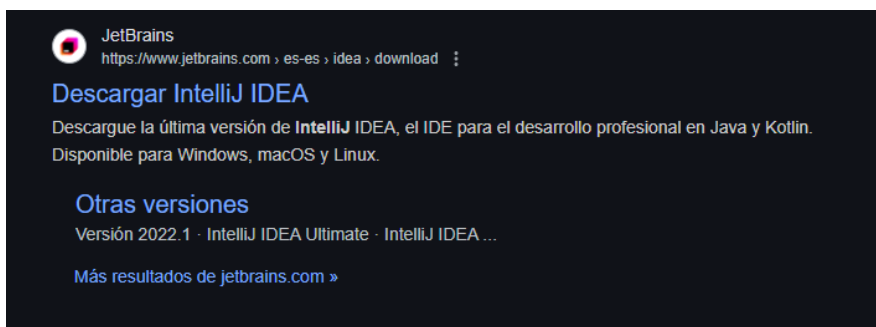 JetBrains
https://www.jetbrains.com › es-es › idea › download
Descargar IntelliJ IDEA
Descargue la última versión de IntelliJ IDEA, el IDE para el desarrollo profesional en Java y Kotlin.
Disponible para Windows, macOS y Linux.
Otras versiones
Versión 2022.1 · IntelliJ IDEA Ultimate · IntelliJ IDEA ...
Más resultados de jetbrains.com »